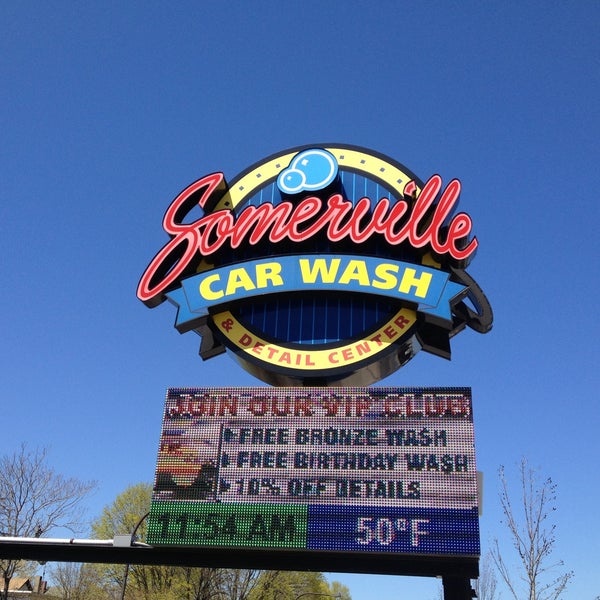 Somerville
CAR WASH
& DETAIL CENTER
JOIN OUR VIP CLUB
FREE BRONZE WASH
FREE BIRTHDAY WASH
10% OFF DETAILS
11:54 AM
50°F